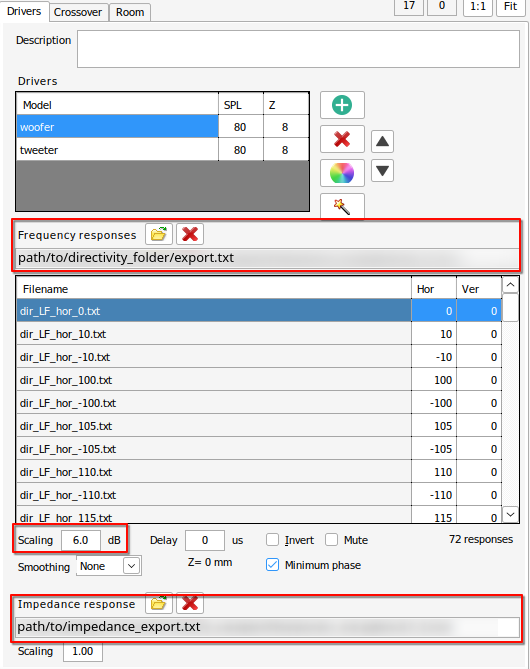 Drivers Crossover Room 17 0 1:1 Fit
Description
Drivers
Model SPL Z
woofer 80 8
tweeter 80 8
Frequency responses
path/to/directivity_folder/export.txt
Filename Hor Ver
dir_LF_hor_0.txt 0 0
dir_LF_hor_10.txt 10 0
dir_LF_hor_-10.txt -10 0
dir_LF_hor_100.txt 100 0
dir_LF_hor_-100.txt -100 0
dir_LF_hor_105.txt 105 0
dir_LF_hor_-105.txt -105 0
dir_LF_hor_110.txt 110 0
dir_LF_hor_-110.txt -110 0
dir_LF_hor_115.txt 115 0
Scaling 6.0 dB Delay 0 us Invert Mute 72 responses
Smoothing None Z= 0 mm Minimum phase
Impedance response
path/to/impedance_export.txt
Scaling 1.00